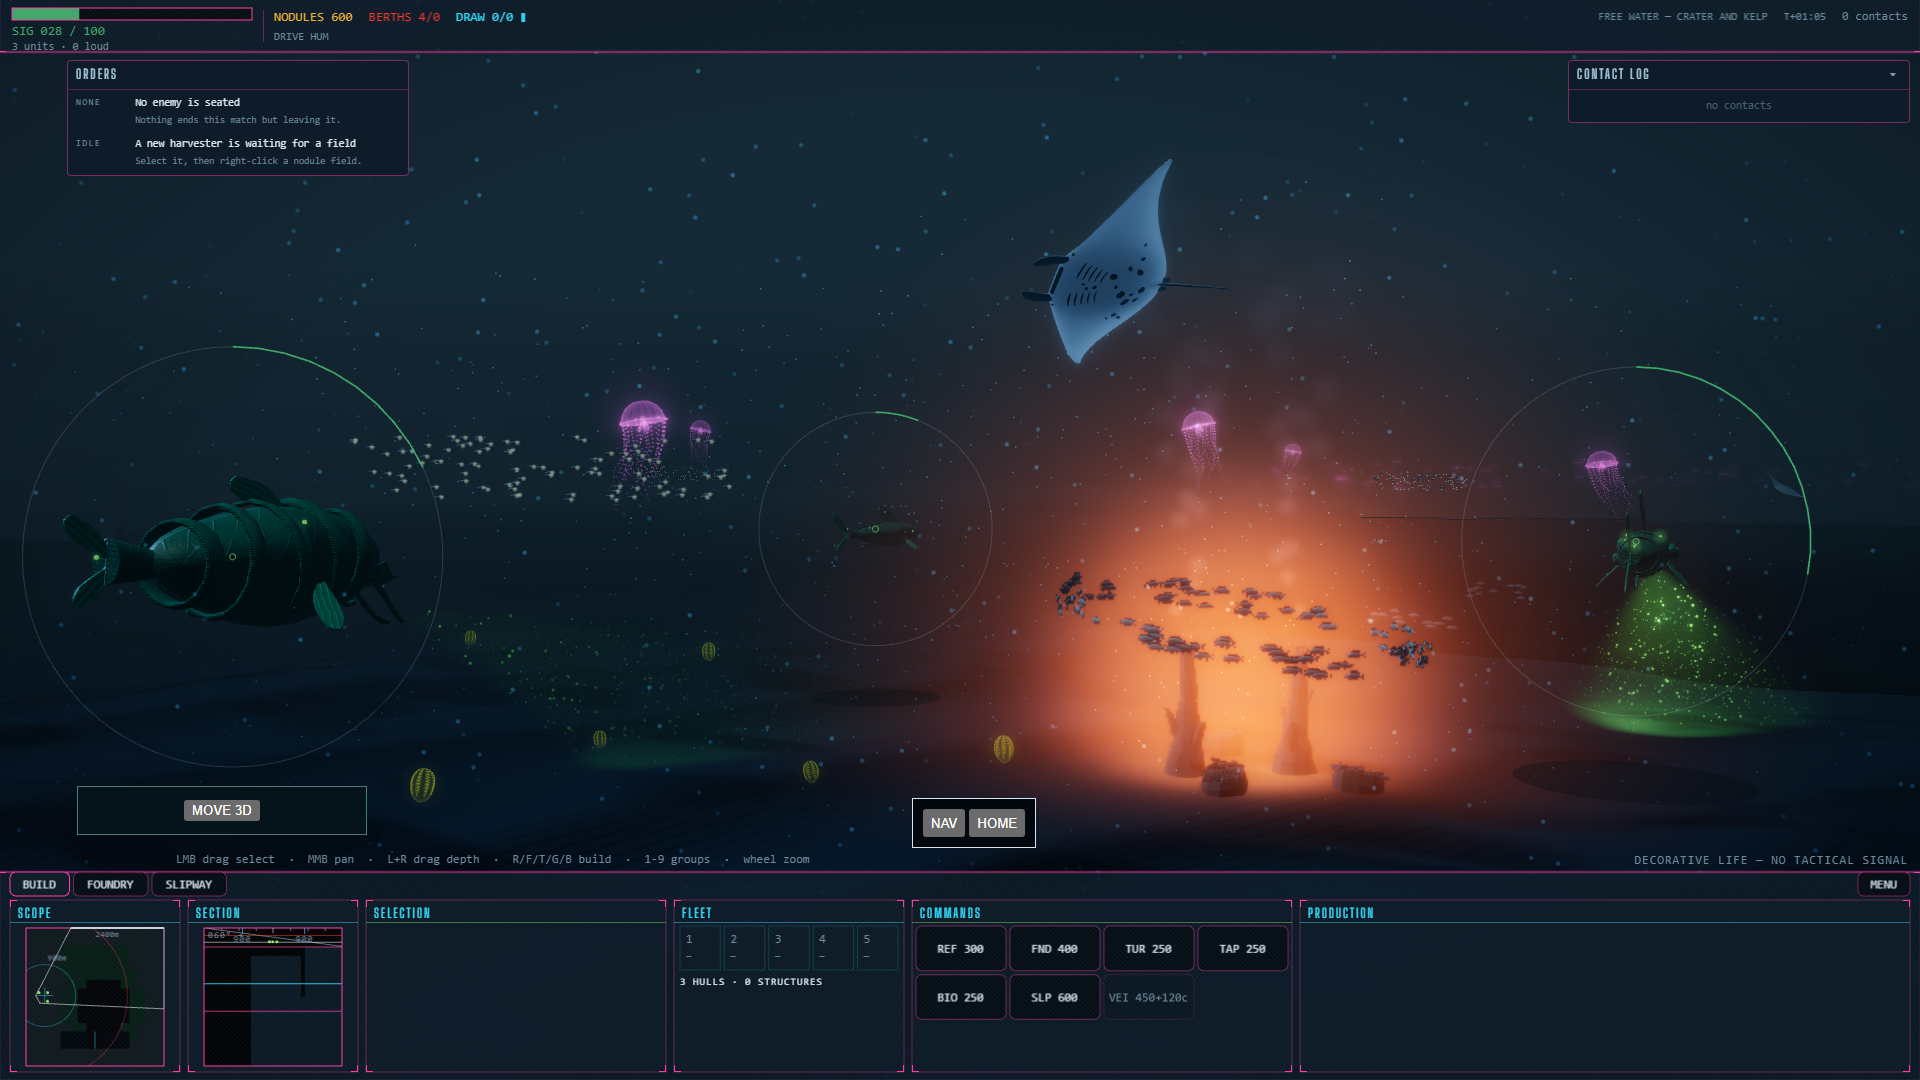 SIG 028 / 100
3 units · 0 loud
NODULES 600 BERTHS 4/0 DRAW 0/0
DRIVE HUM
FREE WATER — CRATER AND KELP T+01:05 0 contacts
ORDERS
NONE No enemy is seated
Nothing ends this match but leaving it.
IDLE A new harvester is waiting for a field
Select it, then right-click a nodule field.
CONTACT LOG
no contacts
MOVE 3D
NAV HOME
LMB drag select · MMB pan · L+R drag depth · R/F/T/G/B build · 1-9 groups · wheel zoom
DECORATIVE LIFE — NO TACTICAL SIGNAL
BUILD FOUNDRY SLIPWAY
MENU
SCOPE
2400m
900m
SECTION
060°
900
SELECTION
FLEET
1 2 3 4 5
– – – – –
3 HULLS · 0 STRUCTURES
COMMANDS
REF 300 FND 400 TUR 250 TAP 250
BIO 250 SLP 600 VEI 450+120c
PRODUCTION